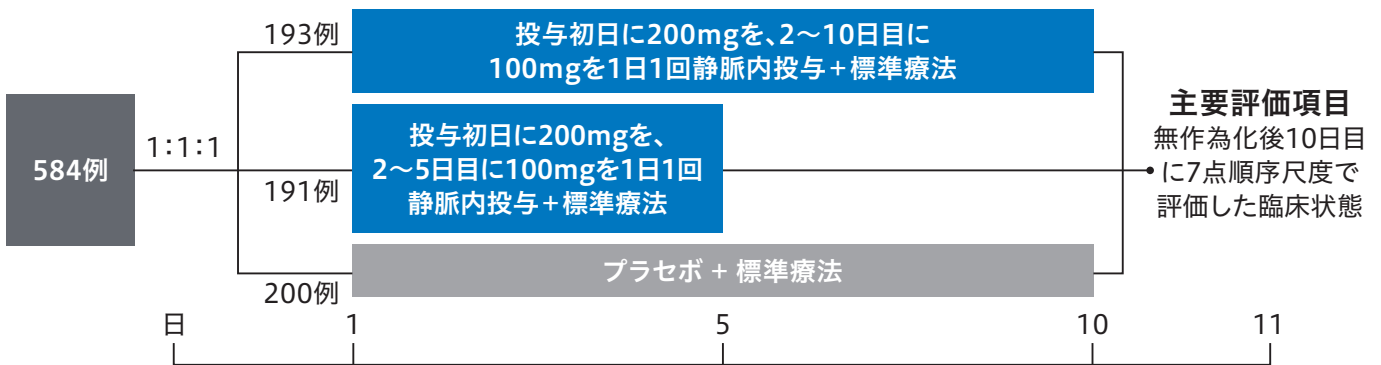 193例
投与初日に200mgを、2～10日目に
100mgを1日1回静脈内投与＋標準療法
584例
1：1：1
191例
投与初日に200mgを、
2～5日目に100mgを1日1回
静脈内投与＋標準療法
主要評価項目
無作為化後10日目
に7点順序尺度で
評価した臨床状態
200例
プラセボ + 標準療法
日 1 5 10 11